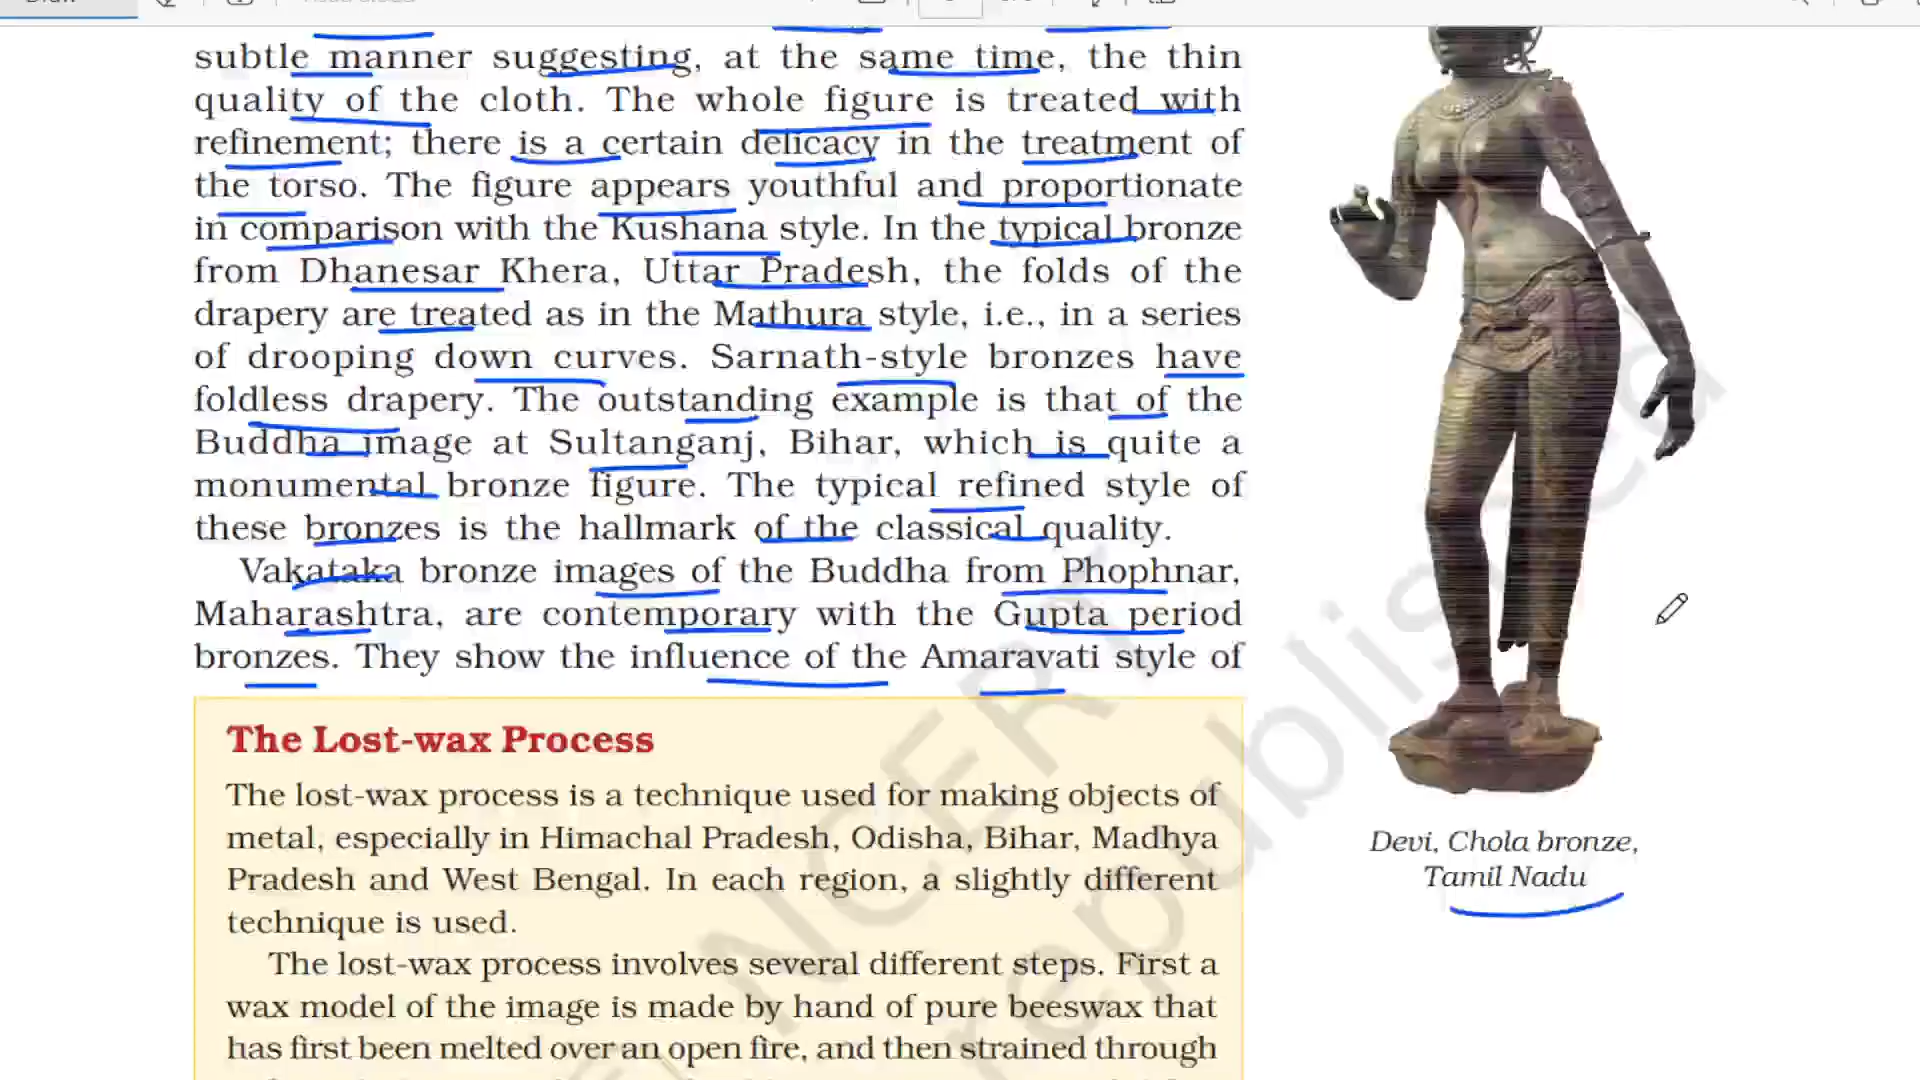 subtle manner suggesting, at the same time, the thin
quality of the cloth. The whole figure is treated with
refinement; there is a certain delicacy in the treatment of
the torso. The figure appears youthful and proportionate
in comparison with the Kushana style. In the typical bronze
from Dhanesar Khera, Uttar Pradesh, the folds of the
drapery are treated as in the Mathura style, i.e., in a series
of drooping down curves. Sarnath-style bronzes have
foldless drapery. The outstanding example is that of the
Buddha image at Sultanganj, Bihar, which is quite a
monumental bronze figure. The typical refined style of
these bronzes is the hallmark of the classical quality.
Vakataka bronze images of the Buddha from Phophnar,
Maharashtra, are contemporary with the Gupta period
bronzes. They show the influence of the Amaravati style of
The Lost-wax Process
The lost-wax process is a technique used for making objects of
metal, especially in Himachal Pradesh, Odisha, Bihar, Madhya
Pradesh and West Bengal. In each region, a slightly different
technique is used.
The lost-wax process involves several different steps. First a
wax model of the image is made by hand of pure beeswax that
has first been melted over an open fire, and then strained through
Devi, Chola bronze,
Tamil Nadu
NCERT
republished